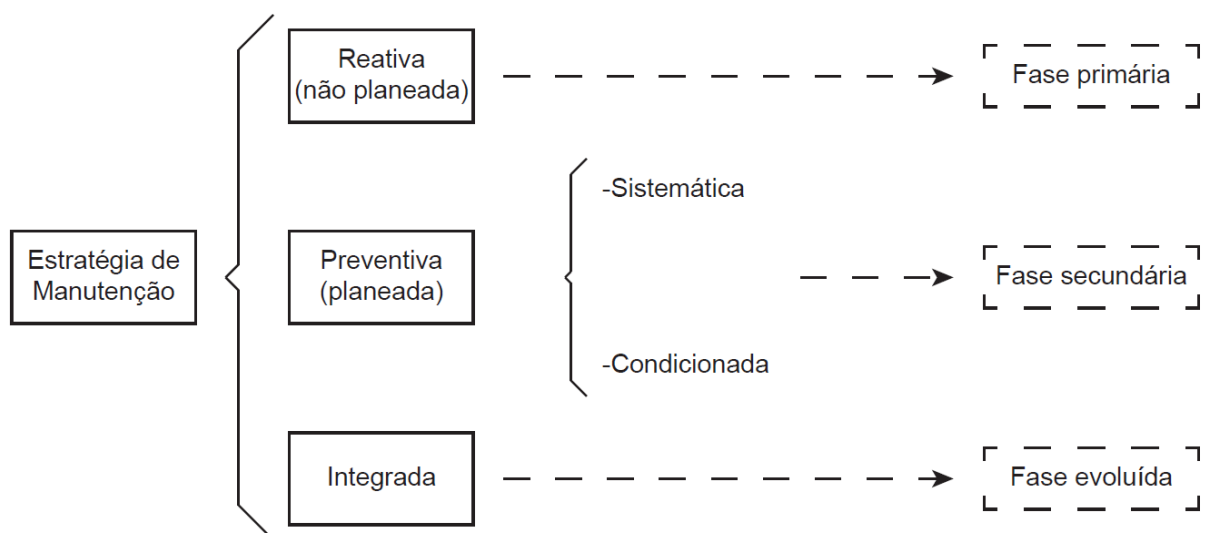 Reativa
(não planeada)
Fase primária
-Sistemática
Estratégia de
Manutenção
Preventiva
(planeada)
Fase secundária
-Condicionada
Integrada
Fase evoluída